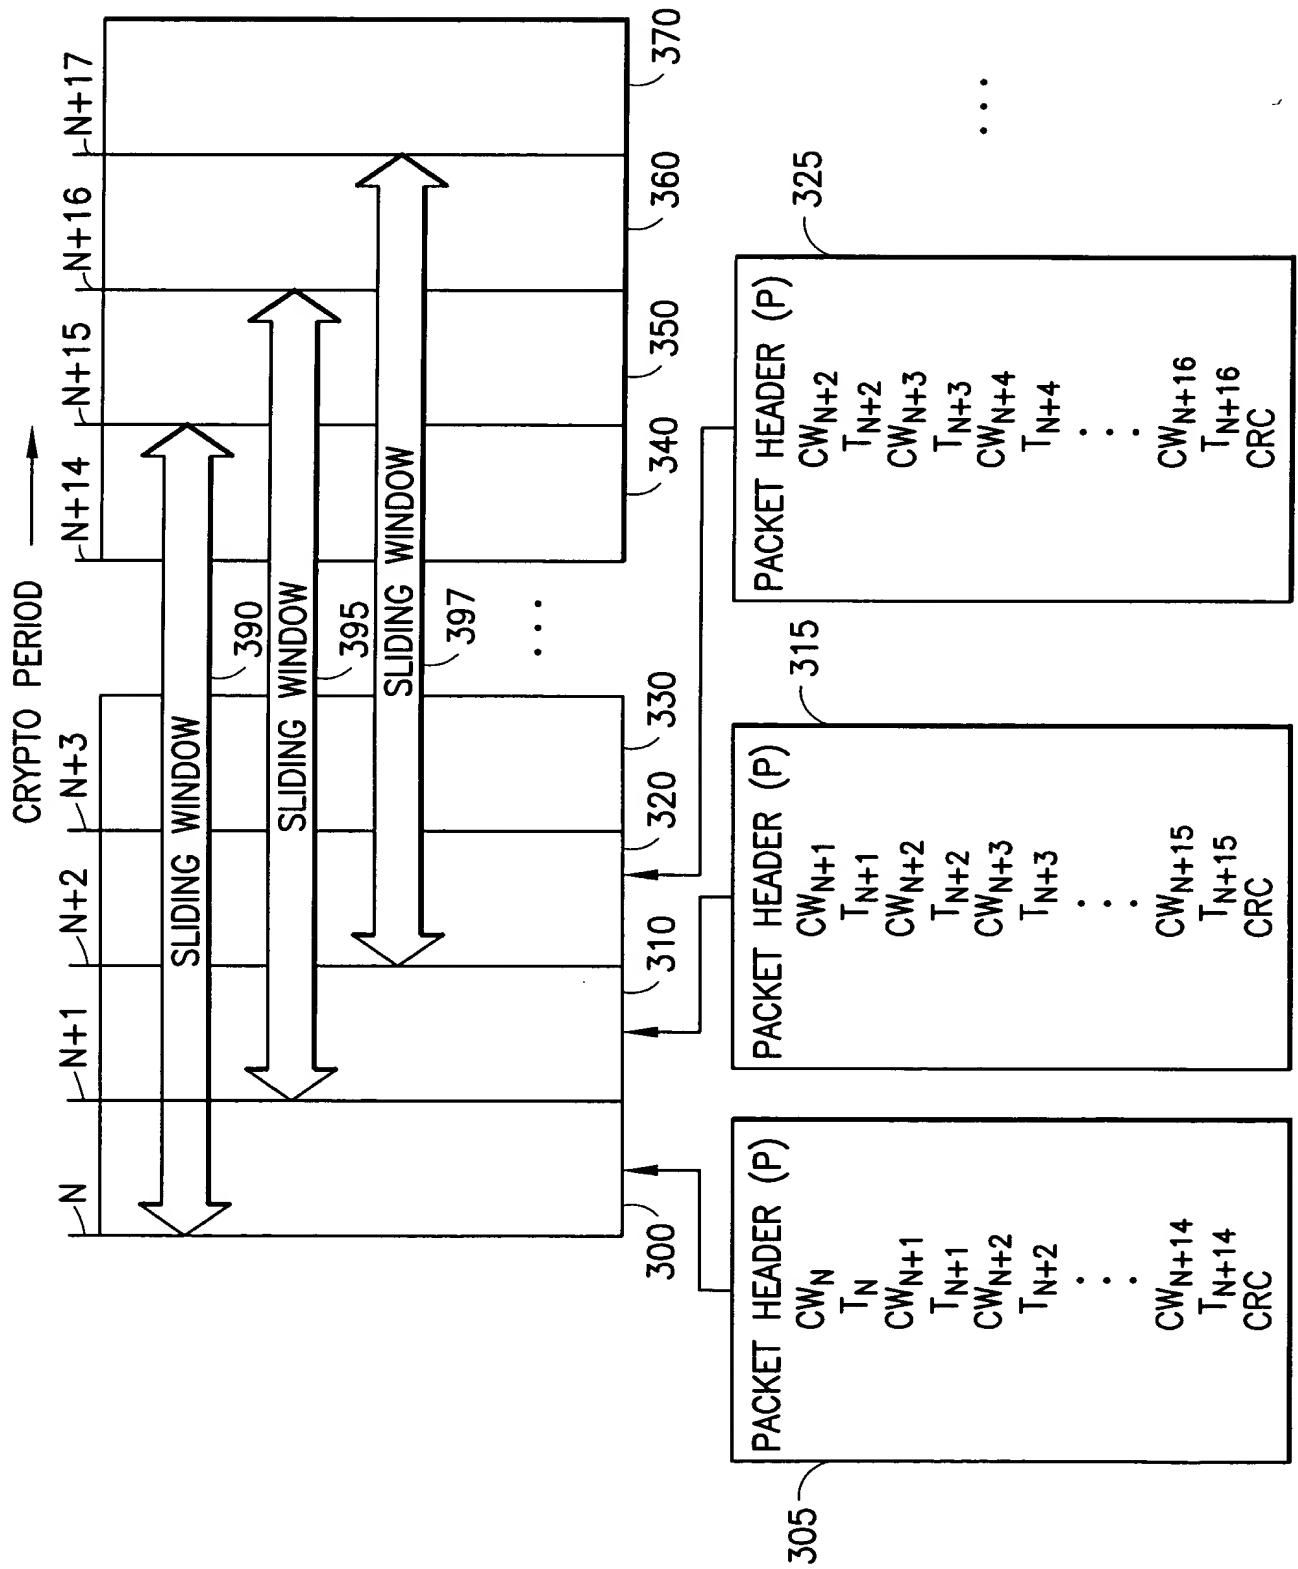 CRYPTO PERIOD
N
N+1
N+2
N+3
N+14
N+15
N+16
N+17
SLIDING WINDOW
390
SLIDING WINDOW
395
SLIDING WINDOW
397
...
300
310
320
330
340
350
360
370
305
PACKET HEADER (P)
CW_N
T_N
CW_N+1
T_N+1
CW_N+2
T_N+2
...
CW_N+14
T_N+14
CRC
315
PACKET HEADER (P)
CW_N+1
T_N+1
CW_N+2
T_N+2
CW_N+3
T_N+3
...
CW_N+15
T_N+15
CRC
325
PACKET HEADER (P)
CW_N+2
T_N+2
CW_N+3
T_N+3
CW_N+4
T_N+4
...
CW_N+16
T_N+16
CRC
...